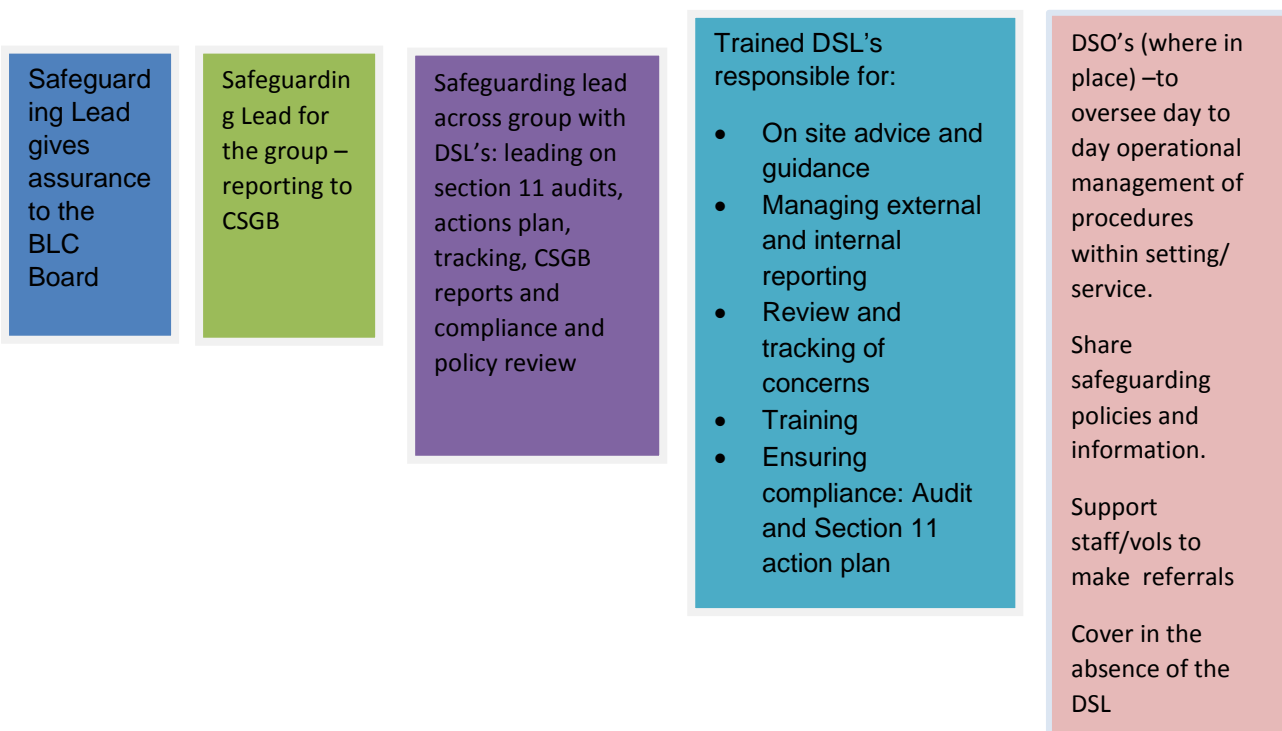 Safeguard
ing Lead
gives
assurance
to the
BLC
Board
Safeguardin
g Lead for
the group –
reporting to
CSGB
Safeguarding lead
across group with
DSL's: leading on
section 11 audits,
actions plan,
tracking, CSGB
reports and
compliance and
policy review
Trained DSL's
responsible for:
• On site advice and
guidance
• Managing external
and internal
reporting
• Review and
tracking of
concerns
• Training
• Ensuring
compliance: Audit
and Section 11
action plan
DSO's (where in
place) –to
oversee day to
day operational
management of
procedures
within setting/
service.
Share
safeguarding
policies and
information.
Support
staff/vols to
make  referrals
Cover in the
absence of the
DSL